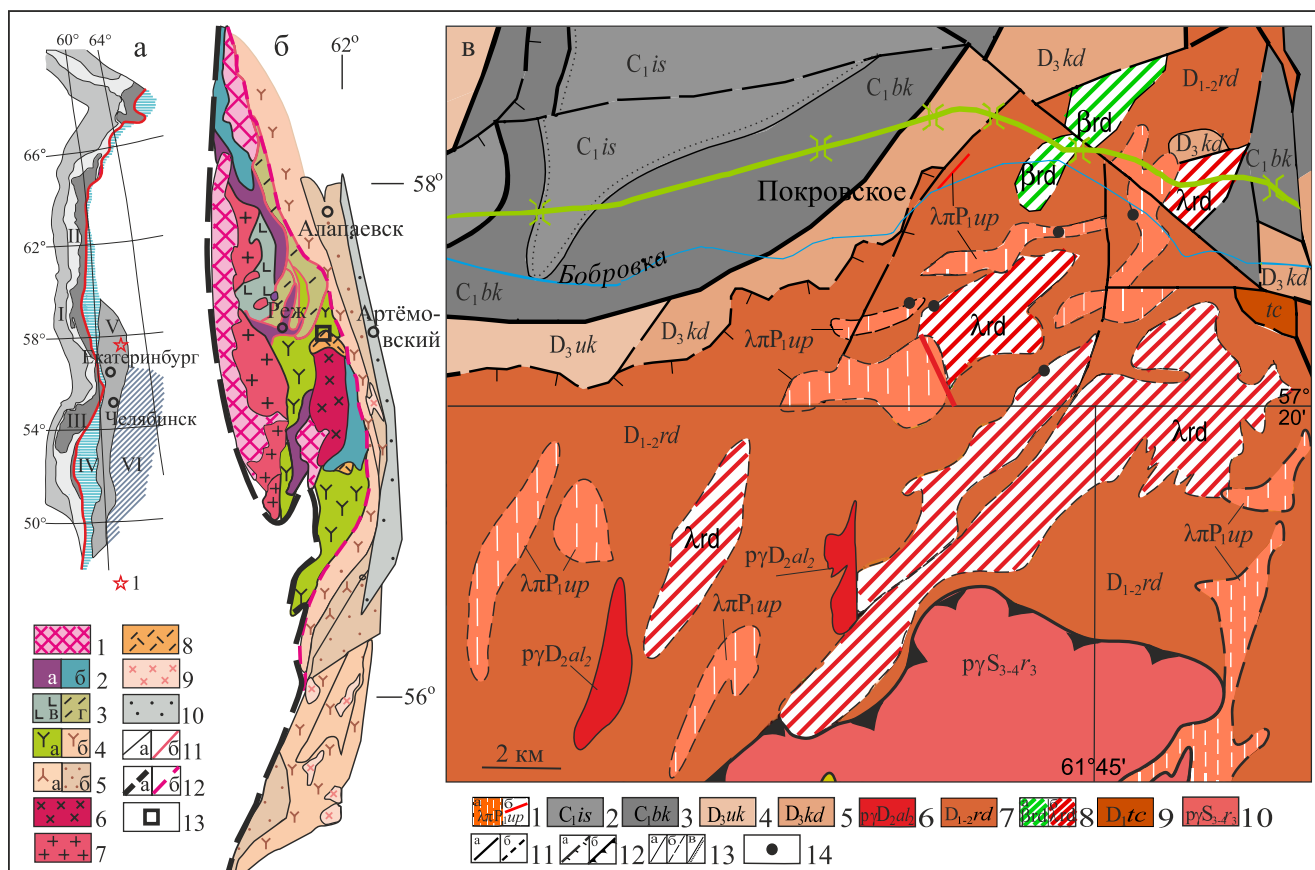 60° 64° а
66°
62°
II
I
58°
V
Екатеринбург
Челябинск
III
54°
IV
VI
50°
1
б
62°
58°
Алапаевск
Реж
Артёмо-
вский
56°
1
а б 2
в г 3
а б 4
а б 5
6
7
8
9
10
а б 11
а б 12
13
в
C₁is
D₃kd
D₁₋₂rd
C₁bk
βrd
C₁is
D₃kd
βrd
C₁bk
Покровское
λrd
λπP₁up
Бобровка
D₃kd
C₁bk
tc
λrd
D₃uk
D₃kd
λπP₁up
57°
20'
D₁₋₂rd
λrd
λrd
λπP₁up
pγD₂al₂
λπP₁up
D₁₋₂rd
λπP₁up
pγD₂al₂
pγS₃₋₄r₃
2 км
61°45'
а б λπP₁up 1
C₁is 2
C₁bk 3
D₃uk 4
D₃kd 5
pγD₂al₂ 6
D₁₋₂rd 7
а б βrd λrd 8
D₁tc 9
pγS₃₋₄r₃ 10
а б 11
а б 12
а б в 13
14